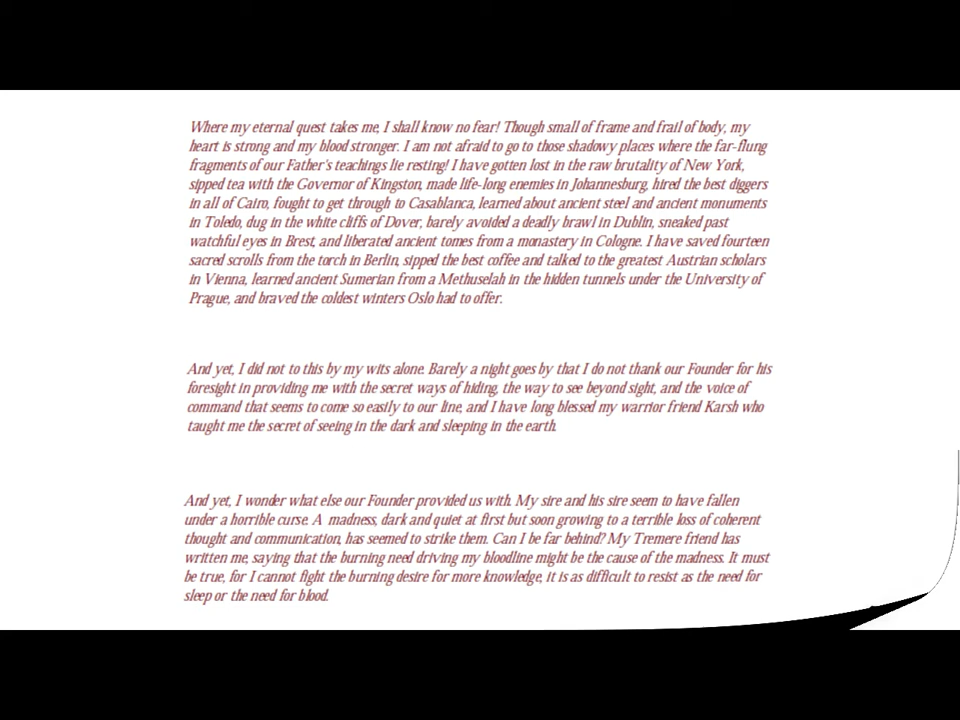 Where my eternal quest takes me, I shall know no fear! Though small of frame and frail of body, my
heart is strong and my blood stronger. I am not afraid to go to those shadowy places where the far-flung
fragments of our Father's teachings lie resting! I have gotten lost in the raw brutality of New York,
sipped tea with the Governor of Kingston, made life-long enemies in Johannesburg, hired the best diggers
in all of Cairo, fought to get through to Casablanca, learned about ancient steel and ancient monuments
in Toledo, dug in the white cliffs of Dover, barely avoided a deadly brawl in Dublin, sneaked past
watchful eyes in Brest, and liberated ancient tomes from a monastery in Cologne. I have saved fourteen
sacred scrolls from the torch in Berlin, sipped the best coffee and talked to the greatest Austrian scholars
in Vienna, learned ancient Sumerian from a Methuselah in the hidden tunnels under the University of
Prague, and braved the coldest winters Oslo had to offer.
And yet, I did not to this by my wits alone. Barely a night goes by that I do not thank our Founder for his
foresight in providing me with the secret ways of hiding, the way to see beyond sight, and the voice of
command that seems to come so easily to our line, and I have long blessed my warrior friend Karsh who
taught me the secret of seeing in the dark and sleeping in the earth.
And yet, I wonder what else our Founder provided us with. My sire and his sire seem to have fallen
under a horrible curse. A madness, dark and quiet at first but soon growing to a terrible loss of coherent
thought and communication, has seemed to strike them. Can I be far behind? My Tremere friend has
written me, saying that the burning need driving my bloodline might be the cause of the madness. It must
be true, for I cannot fight the burning desire for more knowledge, it is as difficult to resist as the need for
sleep or the need for blood.